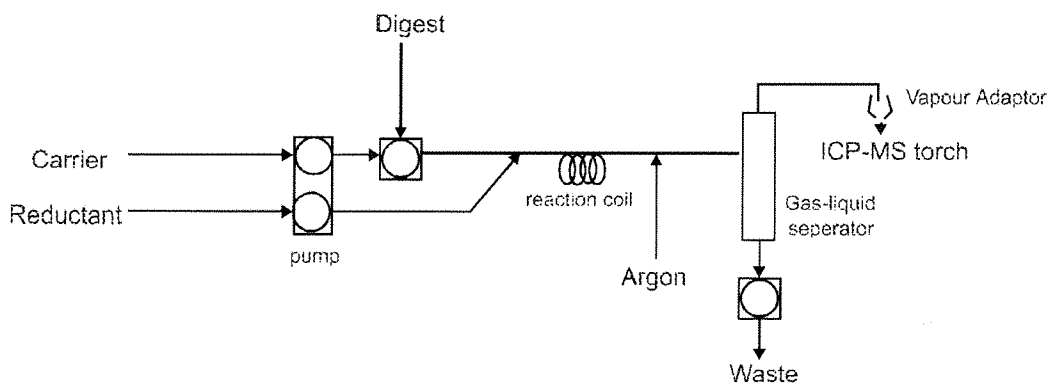 Digest
Vapour Adaptor
Carrier
ICP-MS torch
reaction coil
Reductant
Gas-liquid
seperator
pump
Argon
Waste